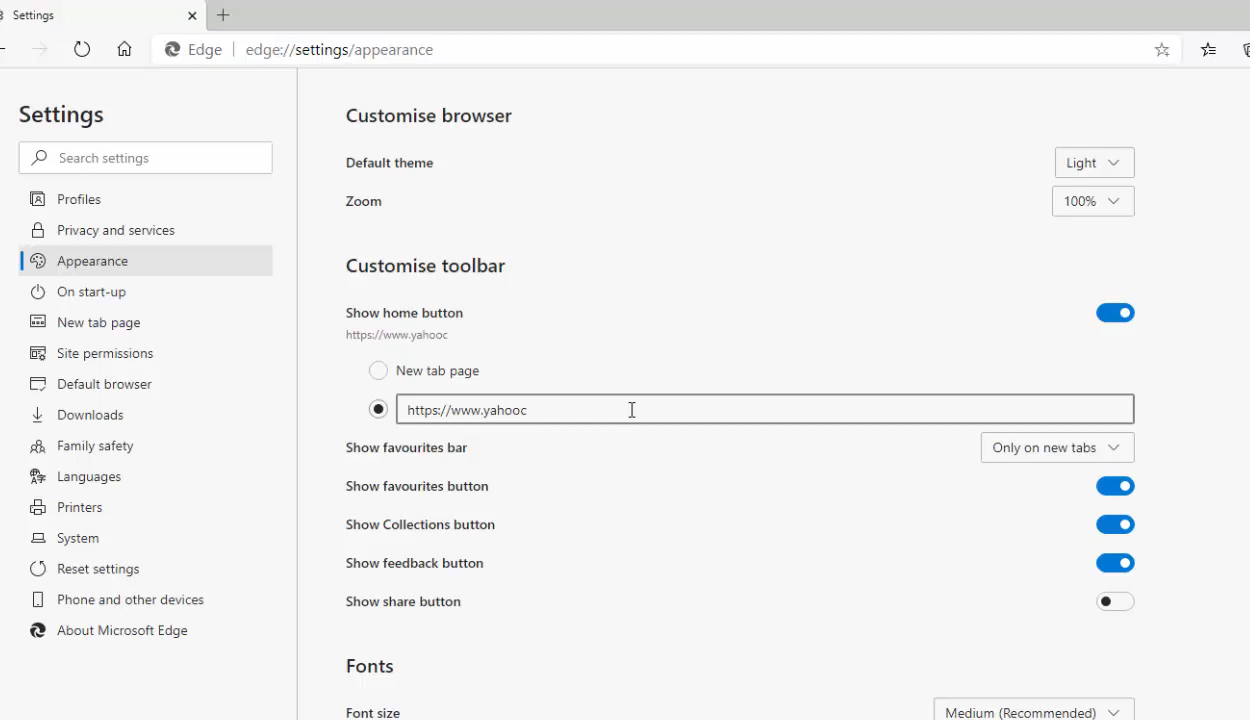 Settings
Edge
edge://settings/appearance
Settings
Search settings
Profiles
Privacy and services
Appearance
On start-up
New tab page
Site permissions
Default browser
Downloads
Family safety
Languages
Printers
System
Reset settings
Phone and other devices
About Microsoft Edge
Customise browser
Default theme
Light
Zoom
100%
Customise toolbar
Show home button
https://www.yahooc
New tab page
https://www.yahooc
Show favourites bar
Only on new tabs
Show favourites button
Show Collections button
Show feedback button
Show share button
Fonts
Font size
Medium (Recommended)